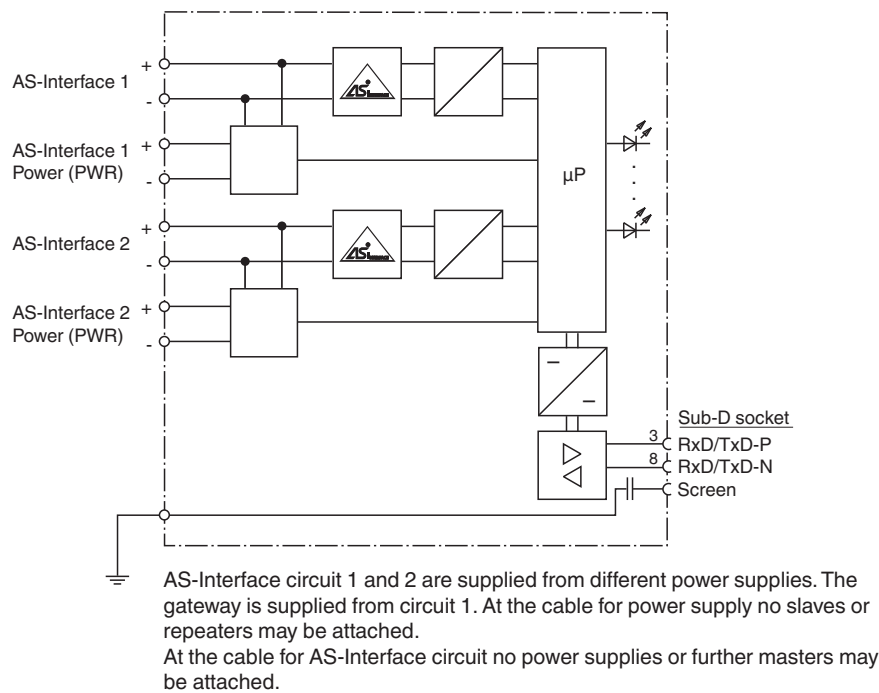 AS-Interface 1
+
-
AS-Interface 1
Power (PWR)
+
-
AS-Interface 2
+
-
AS-Interface 2
Power (PWR)
+
-
µP
Sub-D socket
3
RxD/TxD-P
8
RxD/TxD-N
Screen
AS-Interface circuit 1 and 2 are supplied from different power supplies. The
gateway is supplied from circuit 1. At the cable for power supply no slaves or
repeaters may be attached.
At the cable for AS-Interface circuit no power supplies or further masters may
be attached.